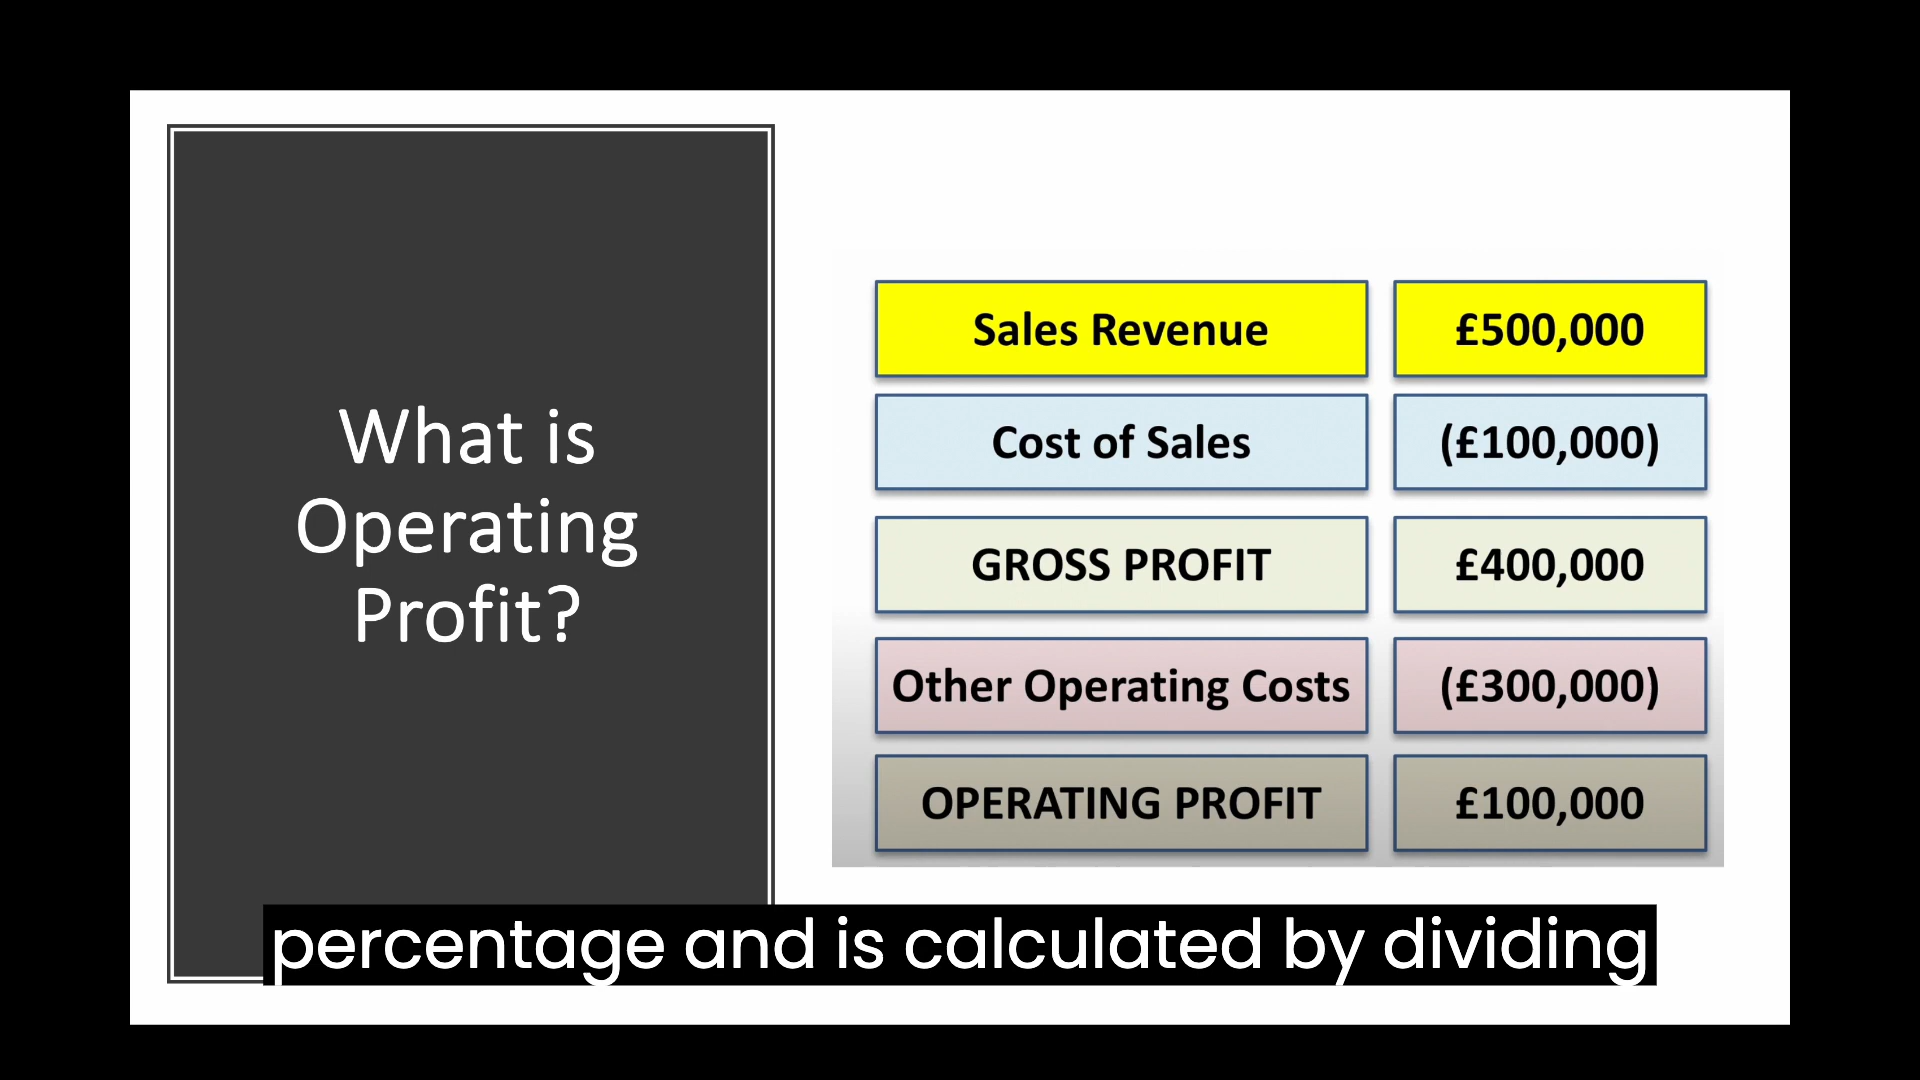 What is
Operating
Profit?
Sales Revenue £500,000
Cost of Sales (£100,000)
GROSS PROFIT £400,000
Other Operating Costs (£300,000)
OPERATING PROFIT £100,000
percentage and is calculated by dividing